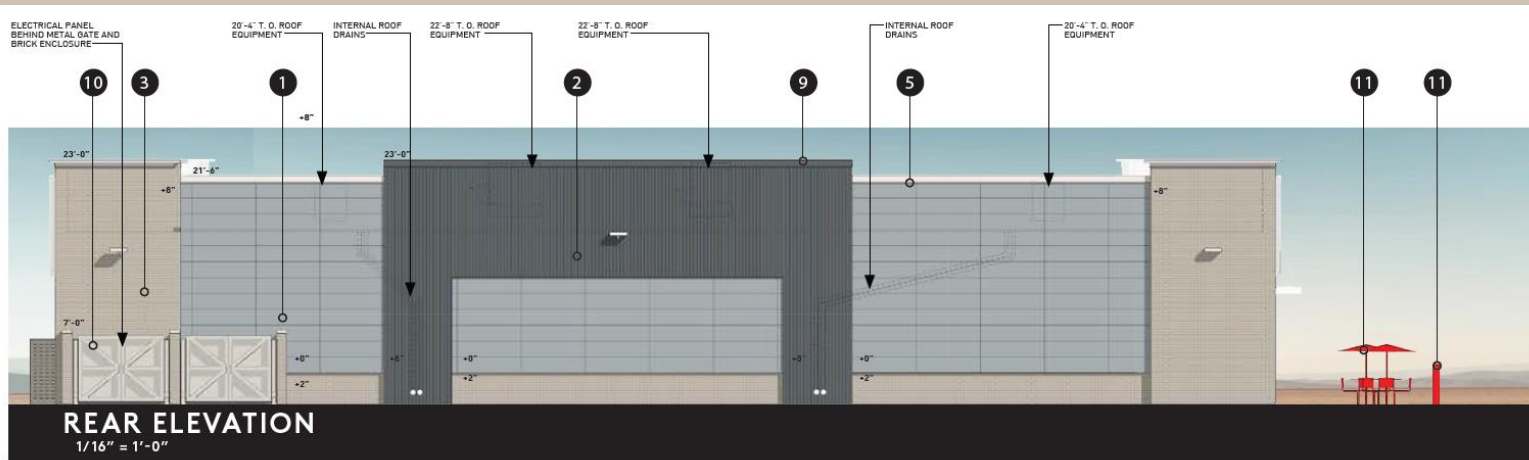 ELECTRICAL PANEL
BEHIND METAL GATE AND
BRICK ENCLOSURE
20'-4" T. O. ROOF
EQUIPMENT
INTERNAL ROOF
DRAINS
22'-8" T. O. ROOF
EQUIPMENT
22'-8" T. O. ROOF
EQUIPMENT
INTERNAL ROOF
DRAINS
20'-4" T. O. ROOF
EQUIPMENT
10
3
1
2
9
5
11
11
+8"
23'-0"
21'-6"
23'-0"
+8"
+8"
7'-0"
+0"
+8"
+0"
+8"
+0"
+2"
+2"
+2"
REAR ELEVATION
1/16" = 1'-0"